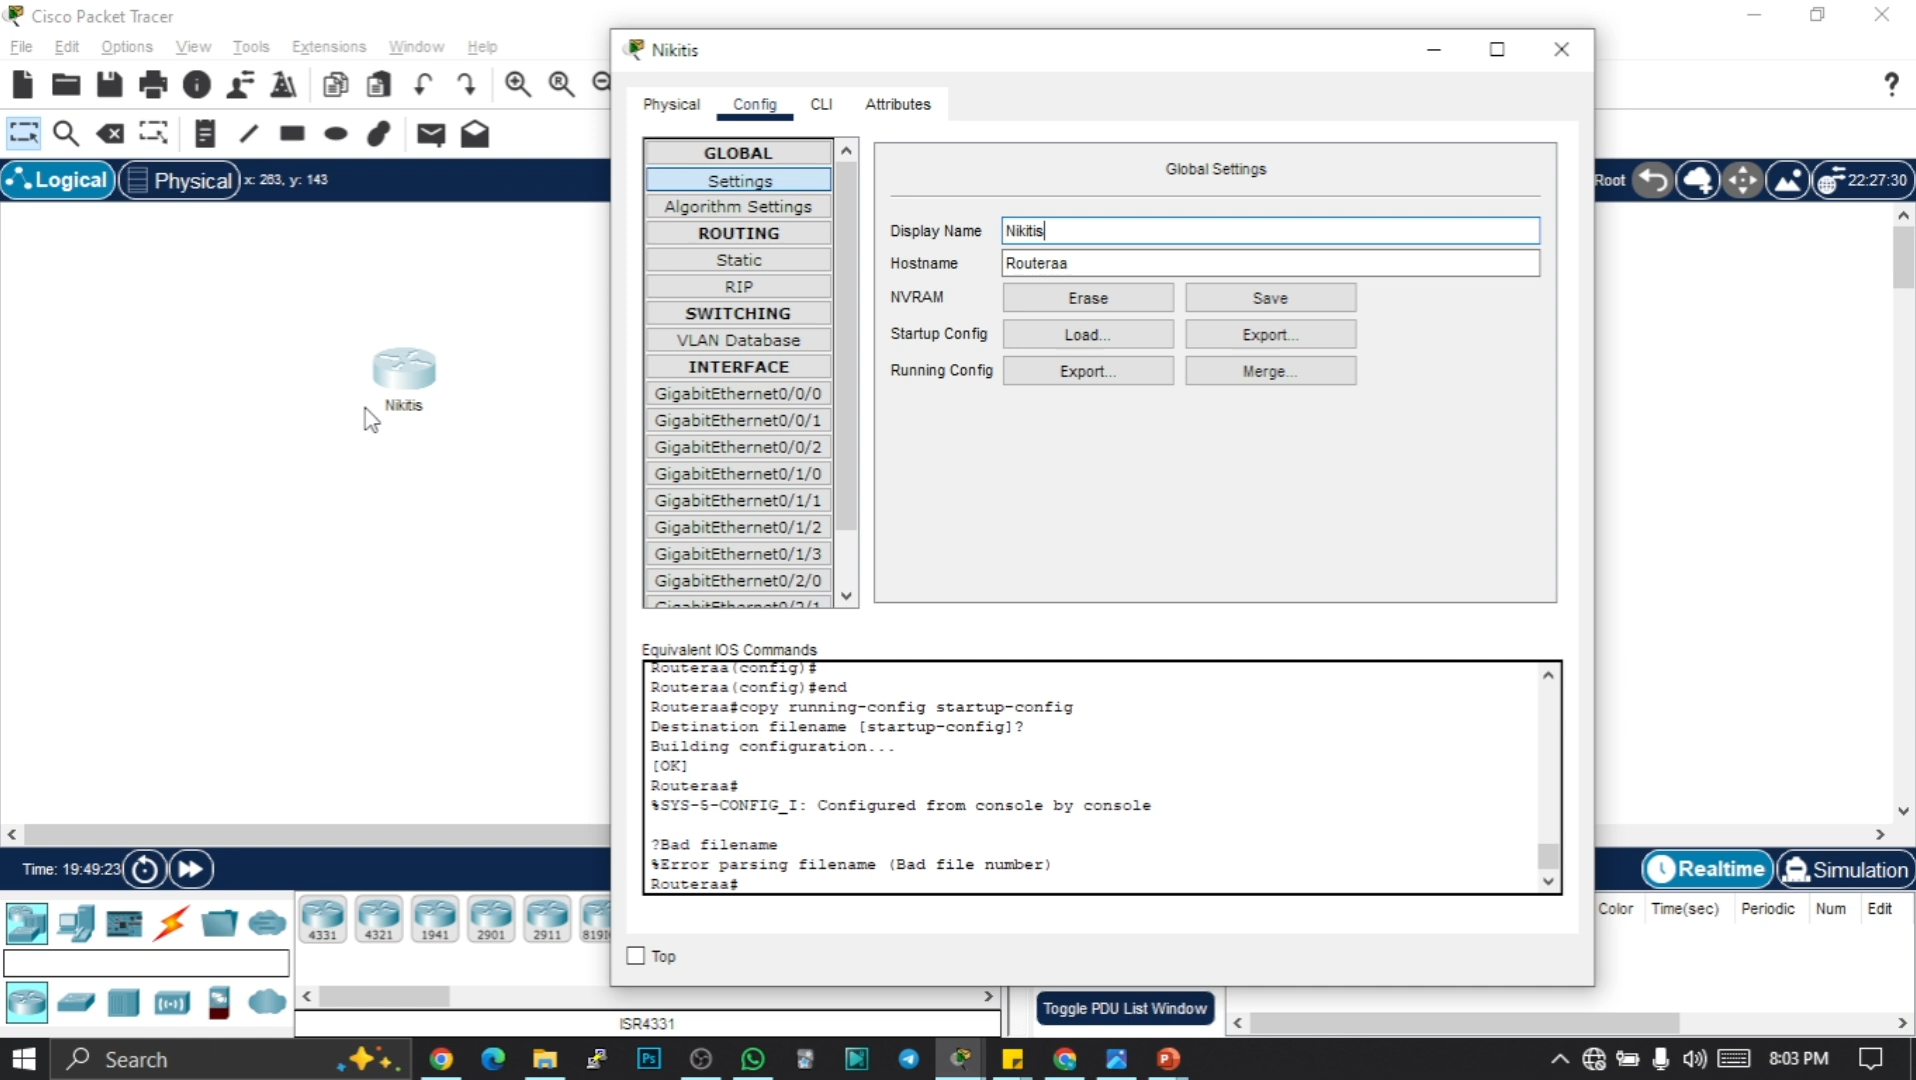 Cisco Packet Tracer
File Edit Options View Tools Extensions Window Help
Logical Physical x: 263, y: 143
Root 22:27:30
Nikitis
Nikitis
Physical Config CLI Attributes
GLOBAL
Settings
Algorithm Settings
ROUTING
Static
RIP
SWITCHING
VLAN Database
INTERFACE
GigabitEthernet0/0/0
GigabitEthernet0/0/1
GigabitEthernet0/0/2
GigabitEthernet0/1/0
GigabitEthernet0/1/1
GigabitEthernet0/1/2
GigabitEthernet0/1/3
GigabitEthernet0/2/0
GigabitEthernet0/2/1
Global Settings
Display Name Nikitis
Hostname Routeraa
NVRAM Erase Save
Startup Config Load... Export...
Running Config Export... Merge...
Equivalent IOS Commands
Routeraa(config)#
Routeraa(config)#end
Routeraa#copy running-config startup-config
Destination filename [startup-config]?
Building configuration...
[OK]
Routeraa#
%SYS-5-CONFIG_I: Configured from console by console
?Bad filename
%Error parsing filename (Bad file number)
Routeraa#
Top
Time: 19:49:23
Realtime Simulation
4331 4321 1941 2901 2911
Color Time(sec) Periodic Num Edit
Toggle PDU List Window
ISR4331
Search
Ps
8:03 PM